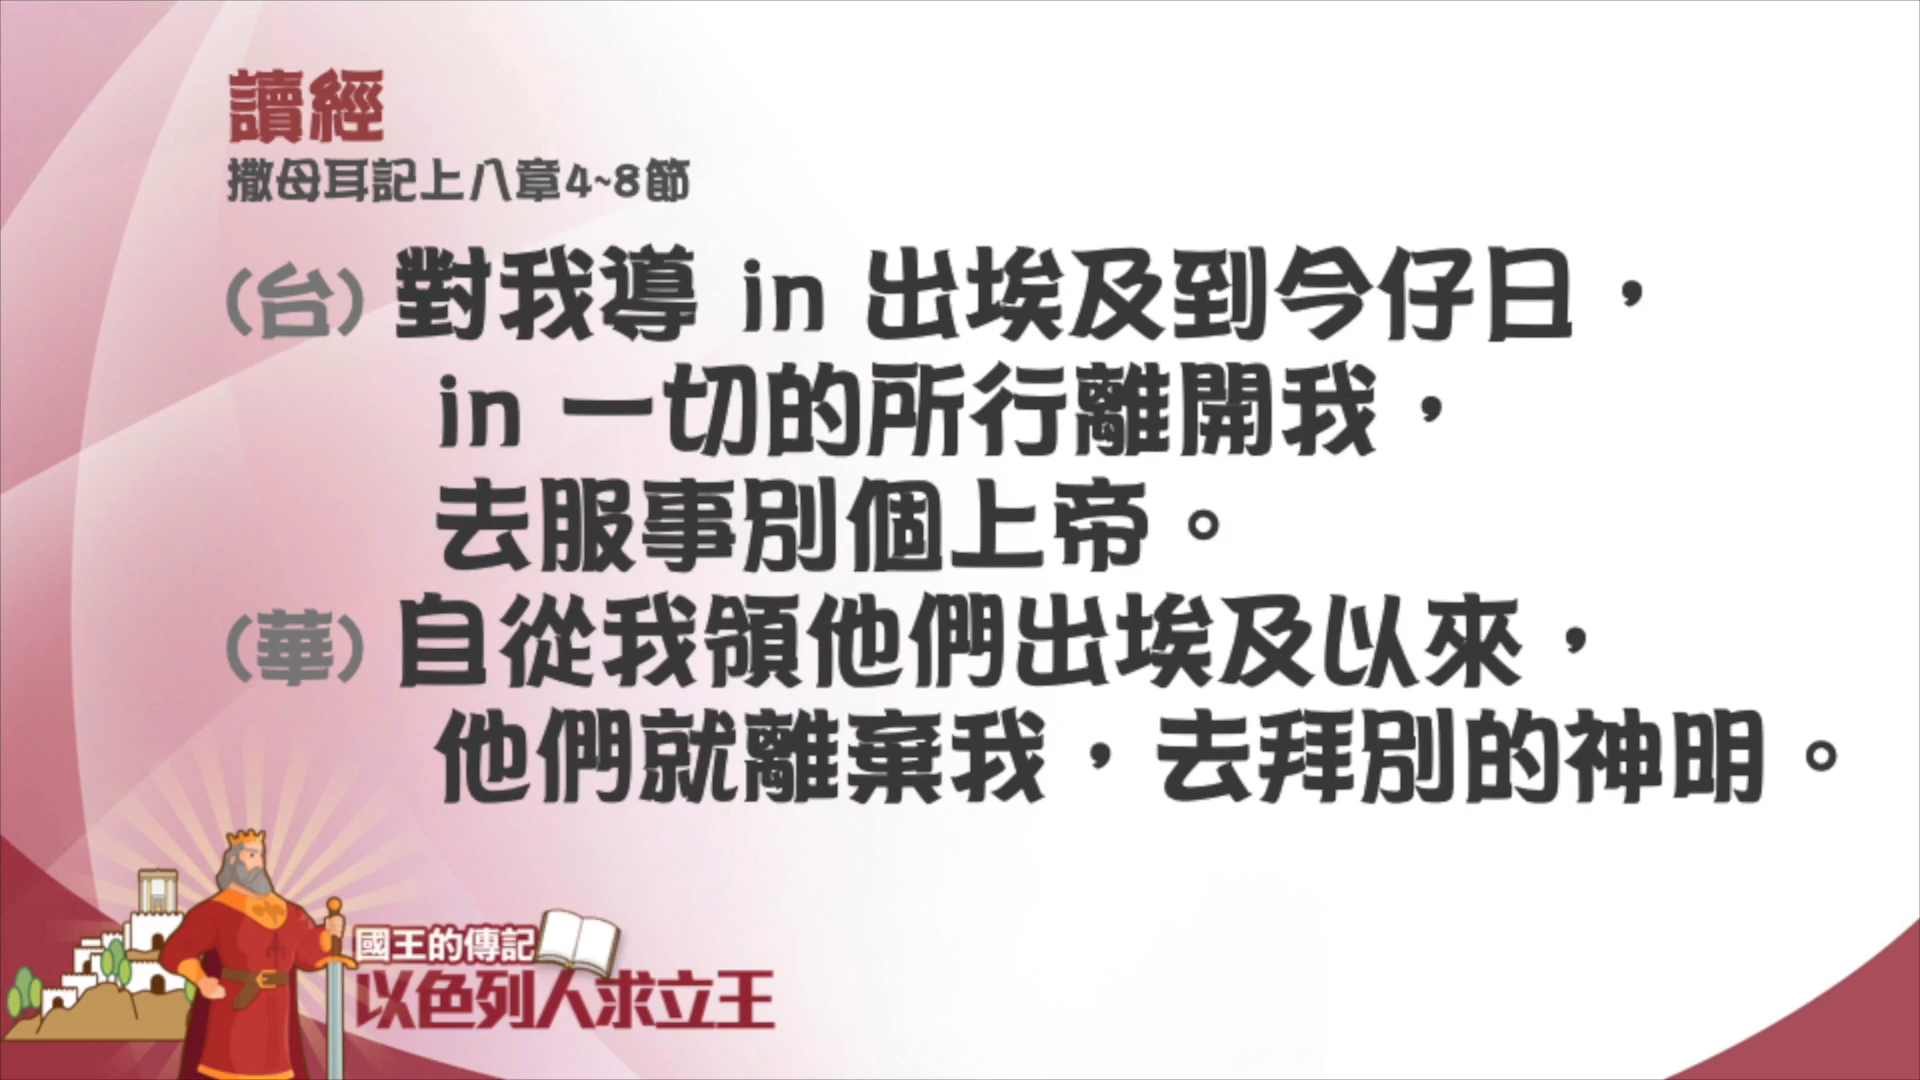 讀經
撒母耳記上八章4~8節
(台) 對我導 in 出埃及到今仔日，
in 一切的所行離開我，
去服事別個上帝。
(華) 自從我領他們出埃及以來，
他們就離棄我，去拜別的神明。
國王的傳記
以色列人求立王